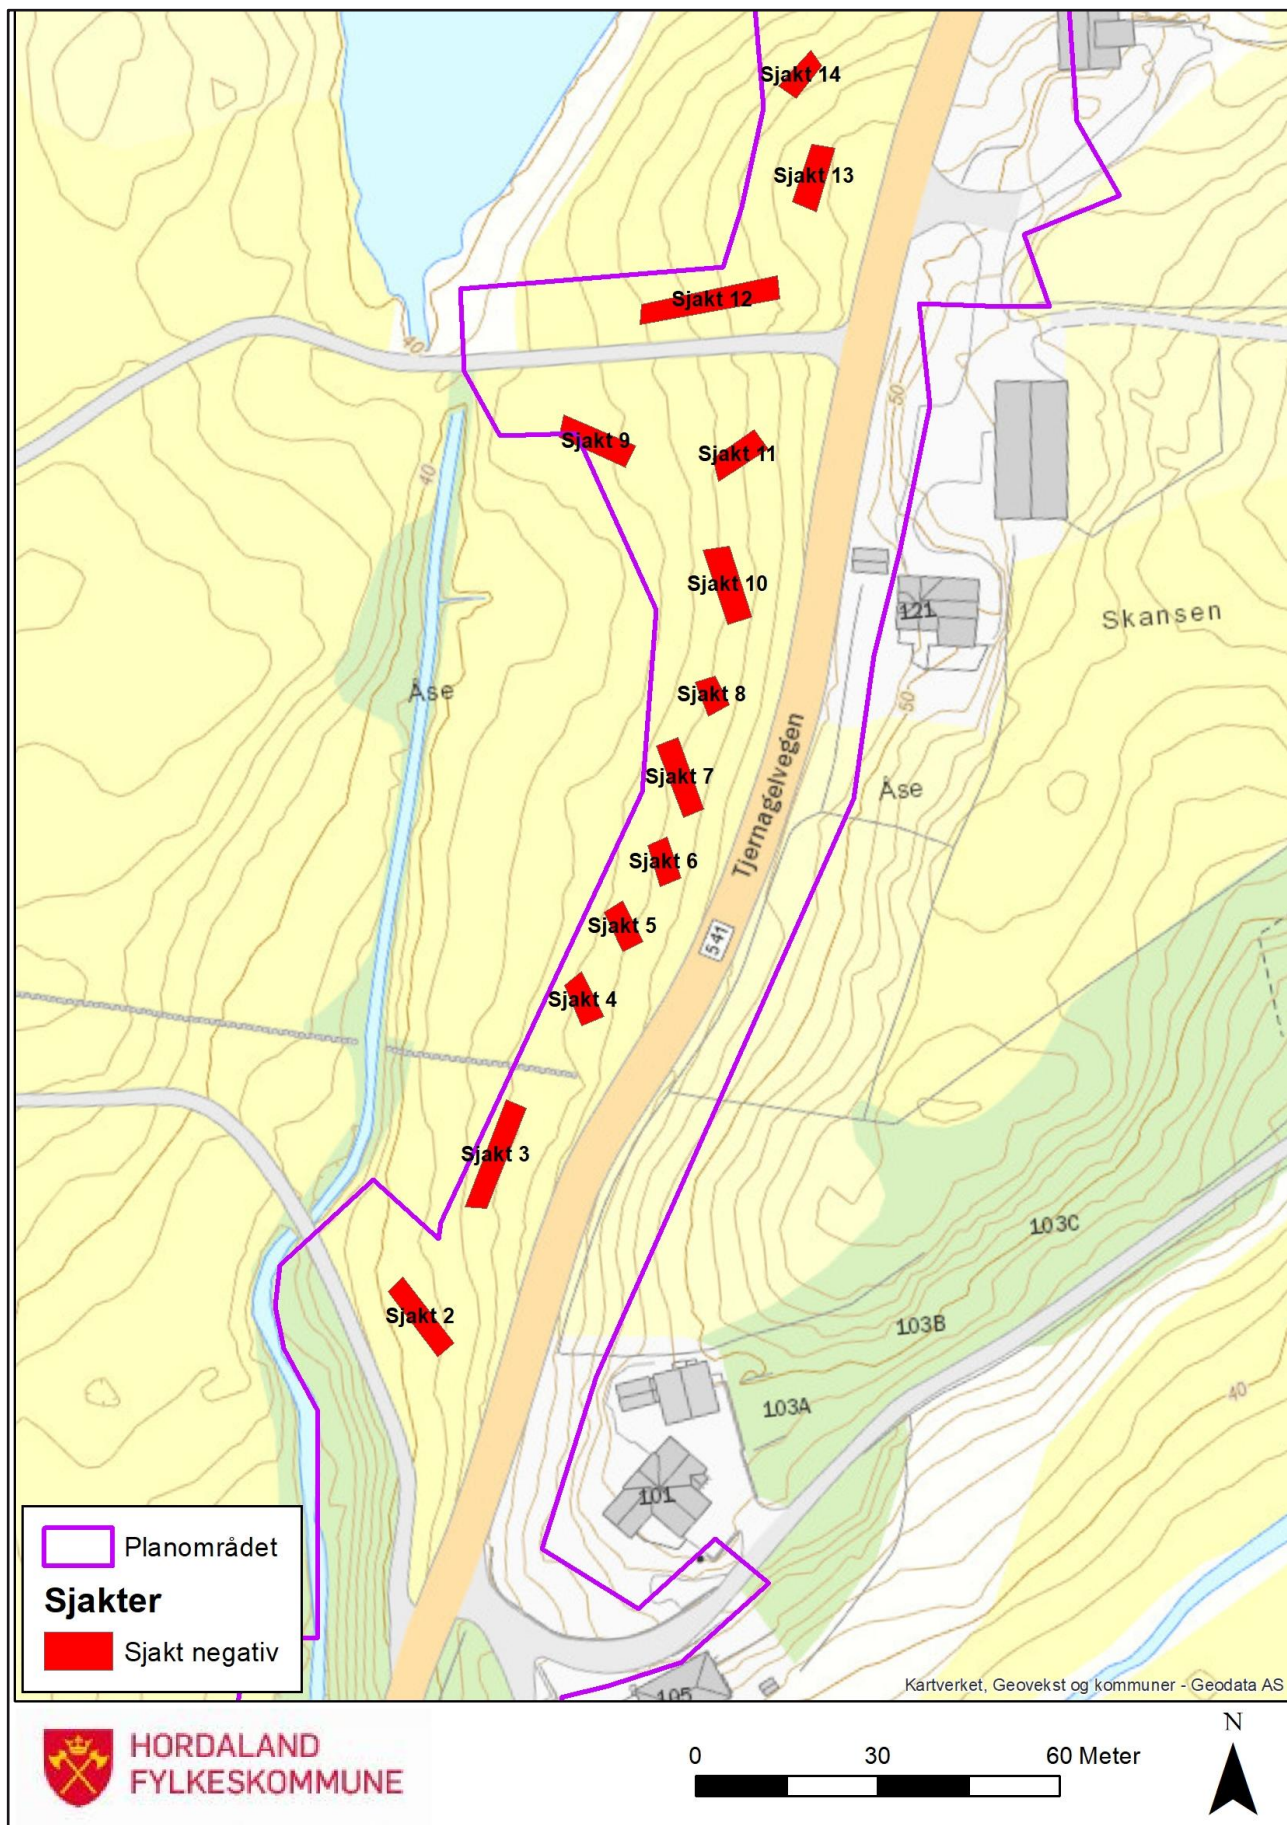 Sjakt 14
Sjakt 13
Sjakt 12
40
50
Sjakt 9
Sjakt 11
40
Sjakt 10
121
Skansen
Åse
Sjakt 8
50
Sjakt 7
Tjernagelvegen
Åse
Sjakt 6
Sjakt 5
541
Sjakt 4
Sjakt 3
103C
Sjakt 2
103B
103A
40
101
105
Planområdet
Sjakter
Sjakt negativ
Kartverket, Geovekst og kommuner - Geodata AS
HORDALAND
FYLKESKOMMUNE
0 30 60 Meter
N